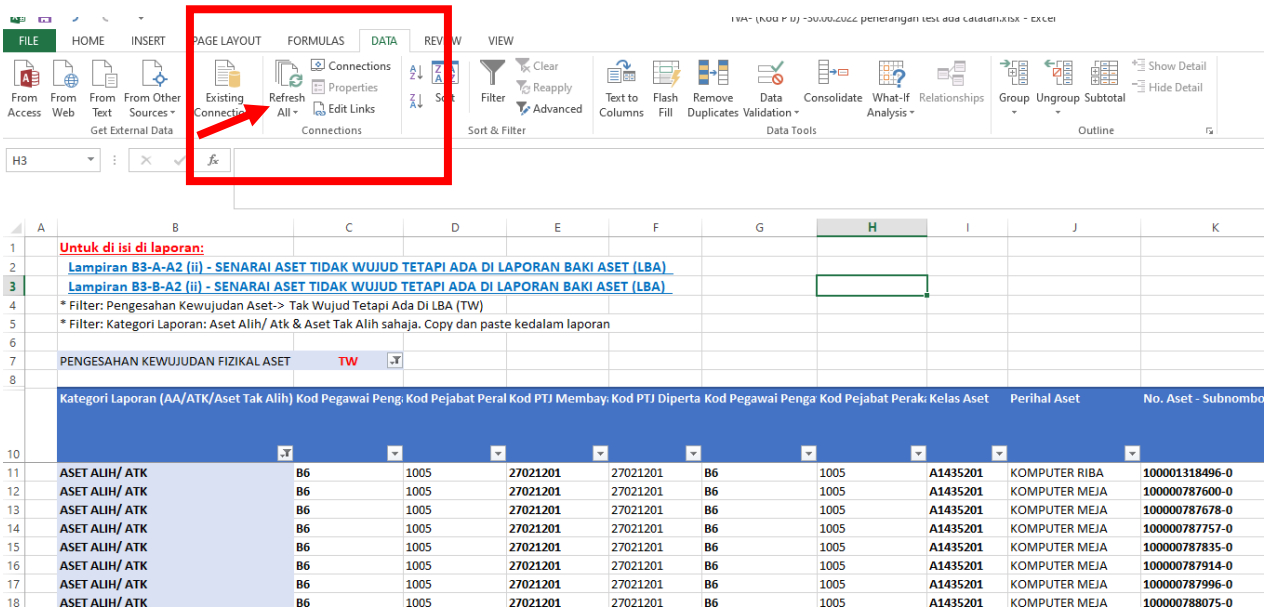 TVA- (Kod PTJ) -30.06.2022 penerangan test ada catatan.xlsx - Excel
FILE HOME INSERT PAGE LAYOUT FORMULAS DATA REVIEW VIEW
From Access From Web From Text From Other Sources Existing Connections Refresh All Connections Properties Edit Links Sort Filter Clear Reapply Advanced Text to Columns Flash Fill Remove Duplicates Data Validation Consolidate What-If Analysis Relationships Group Ungroup Subtotal Show Detail Hide Detail
Get External Data Connections Sort & Filter Data Tools Outline
H3 fx
A B C D E F G H I J K
1 Untuk di isi di laporan:
2 Lampiran B3-A-A2 (ii) - SENARAI ASET TIDAK WUJUD TETAPI ADA DI LAPORAN BAKI ASET (LBA)
3 Lampiran B3-B-A2 (ii) - SENARAI ASET TIDAK WUJUD TETAPI ADA DI LAPORAN BAKI ASET (LBA)
4 * Filter: Pengesahan Kewujudan Aset-> Tak Wujud Tetapi Ada Di LBA (TW)
5 * Filter: Kategori Laporan: Aset Alih/ Atk & Aset Tak Alih sahaja. Copy dan paste kedalam laporan
6
7 PENGESAHAN KEWUJUDAN FIZIKAL ASET TW
8
Kategori Laporan (AA/ATK/Aset Tak Alih) Kod Pegawai Peng Kod Pejabat Peral Kod PTJ Membay Kod PTJ Diperta Kod Pegawai Penga Kod Pejabat Peraka Kelas Aset Perihal Aset No. Aset - Subnombo
10
11 ASET ALIH/ ATK B6 1005 27021201 27021201 B6 1005 A1435201 KOMPUTER RIBA 100001318496-0
12 ASET ALIH/ ATK B6 1005 27021201 27021201 B6 1005 A1435201 KOMPUTER MEJA 100000787600-0
13 ASET ALIH/ ATK B6 1005 27021201 27021201 B6 1005 A1435201 KOMPUTER MEJA 100000787678-0
14 ASET ALIH/ ATK B6 1005 27021201 27021201 B6 1005 A1435201 KOMPUTER MEJA 100000787757-0
15 ASET ALIH/ ATK B6 1005 27021201 27021201 B6 1005 A1435201 KOMPUTER MEJA 100000787835-0
16 ASET ALIH/ ATK B6 1005 27021201 27021201 B6 1005 A1435201 KOMPUTER MEJA 100000787914-0
17 ASET ALIH/ ATK B6 1005 27021201 27021201 B6 1005 A1435201 KOMPUTER MEJA 100000787996-0
18 ASET ALIH/ ATK B6 1005 27021201 27021201 B6 1005 A1435201 KOMPUTER MEJA 100000788075-0